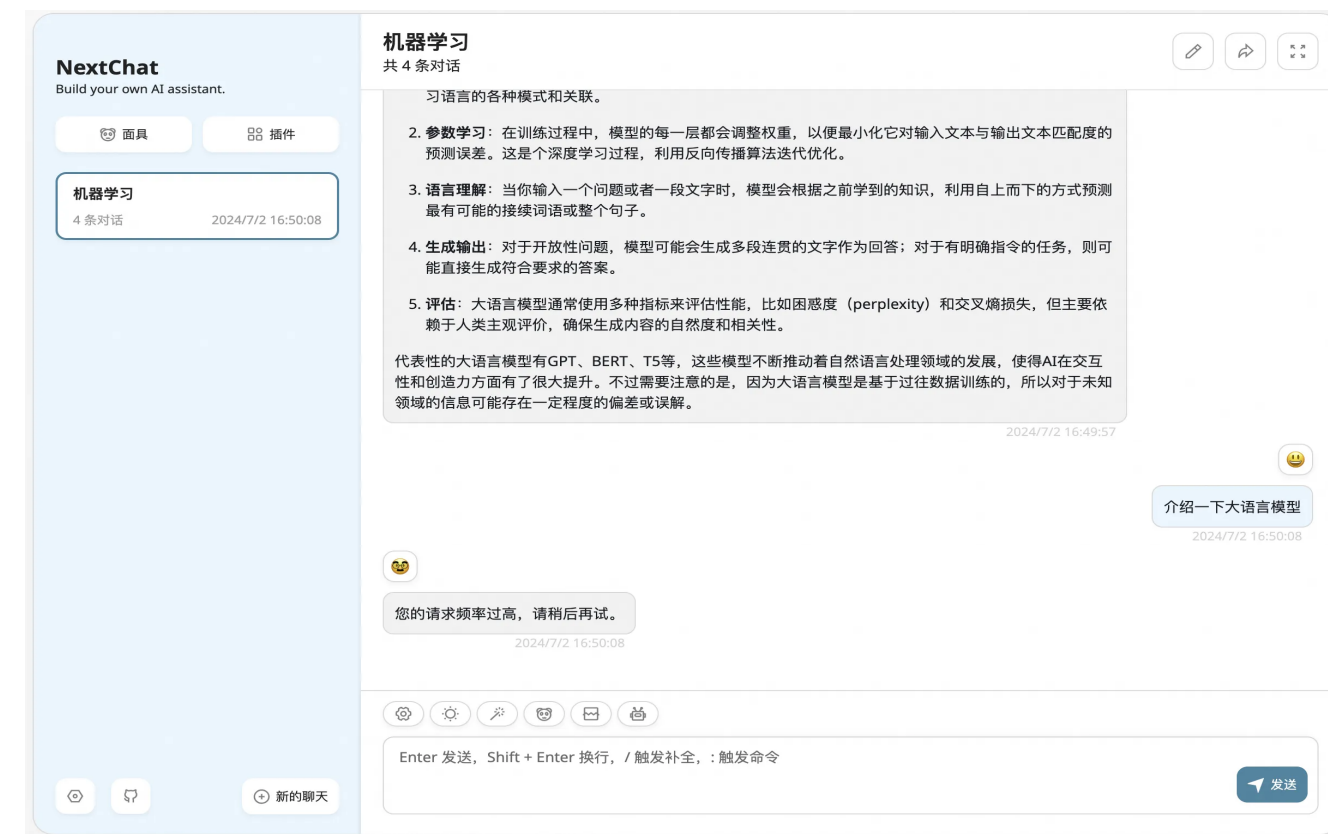 NextChat
Build your own AI assistant.
面具
插件
机器学习
4 条对话
2024/7/2 16:50:08
新的聊天
机器学习
共 4 条对话
习语言的各种模式和关联。
2. 参数学习：在训练过程中，模型的每一层都会调整权重，以便最小化它对输入文本与输出文本匹配度的
预测误差。这是个深度学习过程，利用反向传播算法迭代优化。
3. 语言理解：当你输入一个问题或者一段文字时，模型会根据之前学到的知识，利用自上而下的方式预测
最有可能的接续词语或整个句子。
4. 生成输出：对于开放性问题，模型可能会生成多段连贯的文字作为回答；对于有明确指令的任务，则可
能直接生成符合要求的答案。
5. 评估：大语言模型通常使用多种指标来评估性能，比如困惑度（perplexity）和交叉熵损失，但主要依
赖于人类主观评价，确保生成内容的自然度和相关性。
代表性的大语言模型有GPT、BERT、T5等，这些模型不断推动着自然语言处理领域的发展，使得AI在交互
性和创造力方面有了很大提升。不过需要注意的是，因为大语言模型是基于过往数据训练的，所以对于未知
领域的信息可能存在一定程度的偏差或误解。
2024/7/2 16:49:57
介绍一下大语言模型
2024/7/2 16:50:08
您的请求频率过高，请稍后再试。
2024/7/2 16:50:08
Enter 发送，Shift + Enter 换行，/ 触发补全，: 触发命令
发送